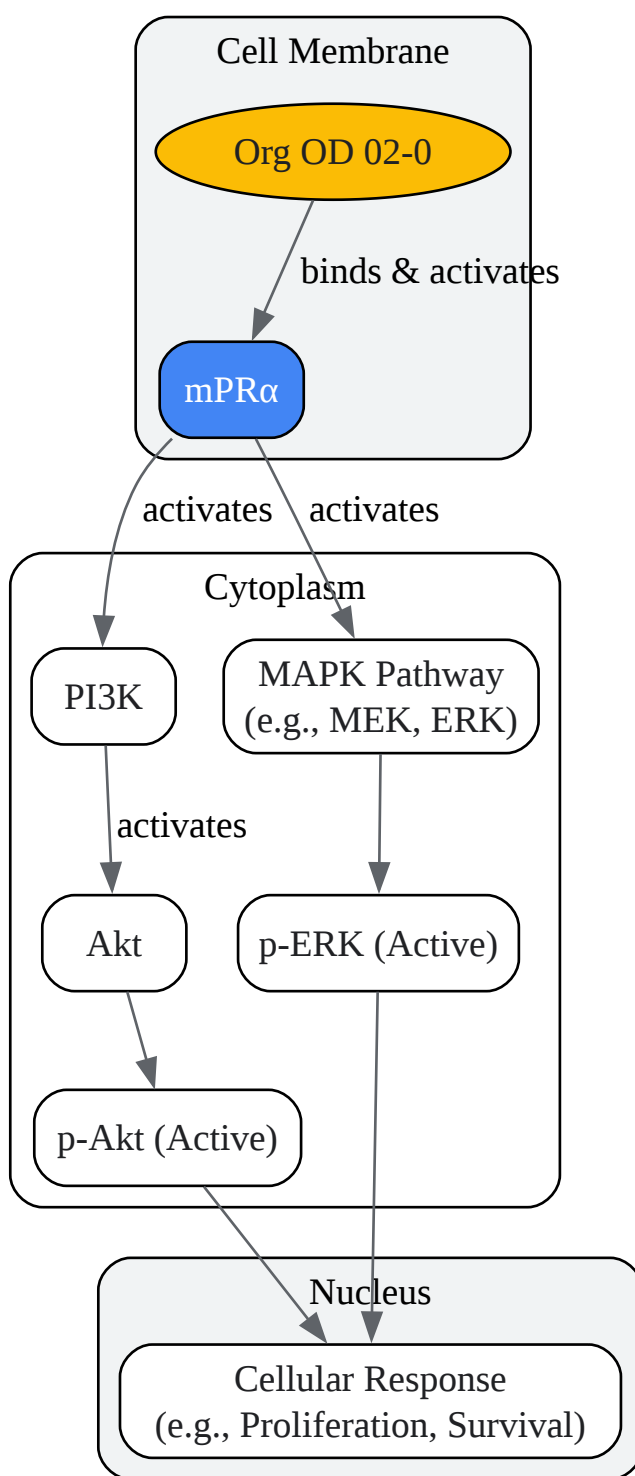 Cell Membrane
Org OD 02-0
binds & activates
mPRα
activates
activates
Cytoplasm
PI3K
MAPK Pathway
(e.g., MEK, ERK)
activates
Akt
p-ERK (Active)
p-Akt (Active)
Nucleus
Cellular Response
(e.g., Proliferation, Survival)